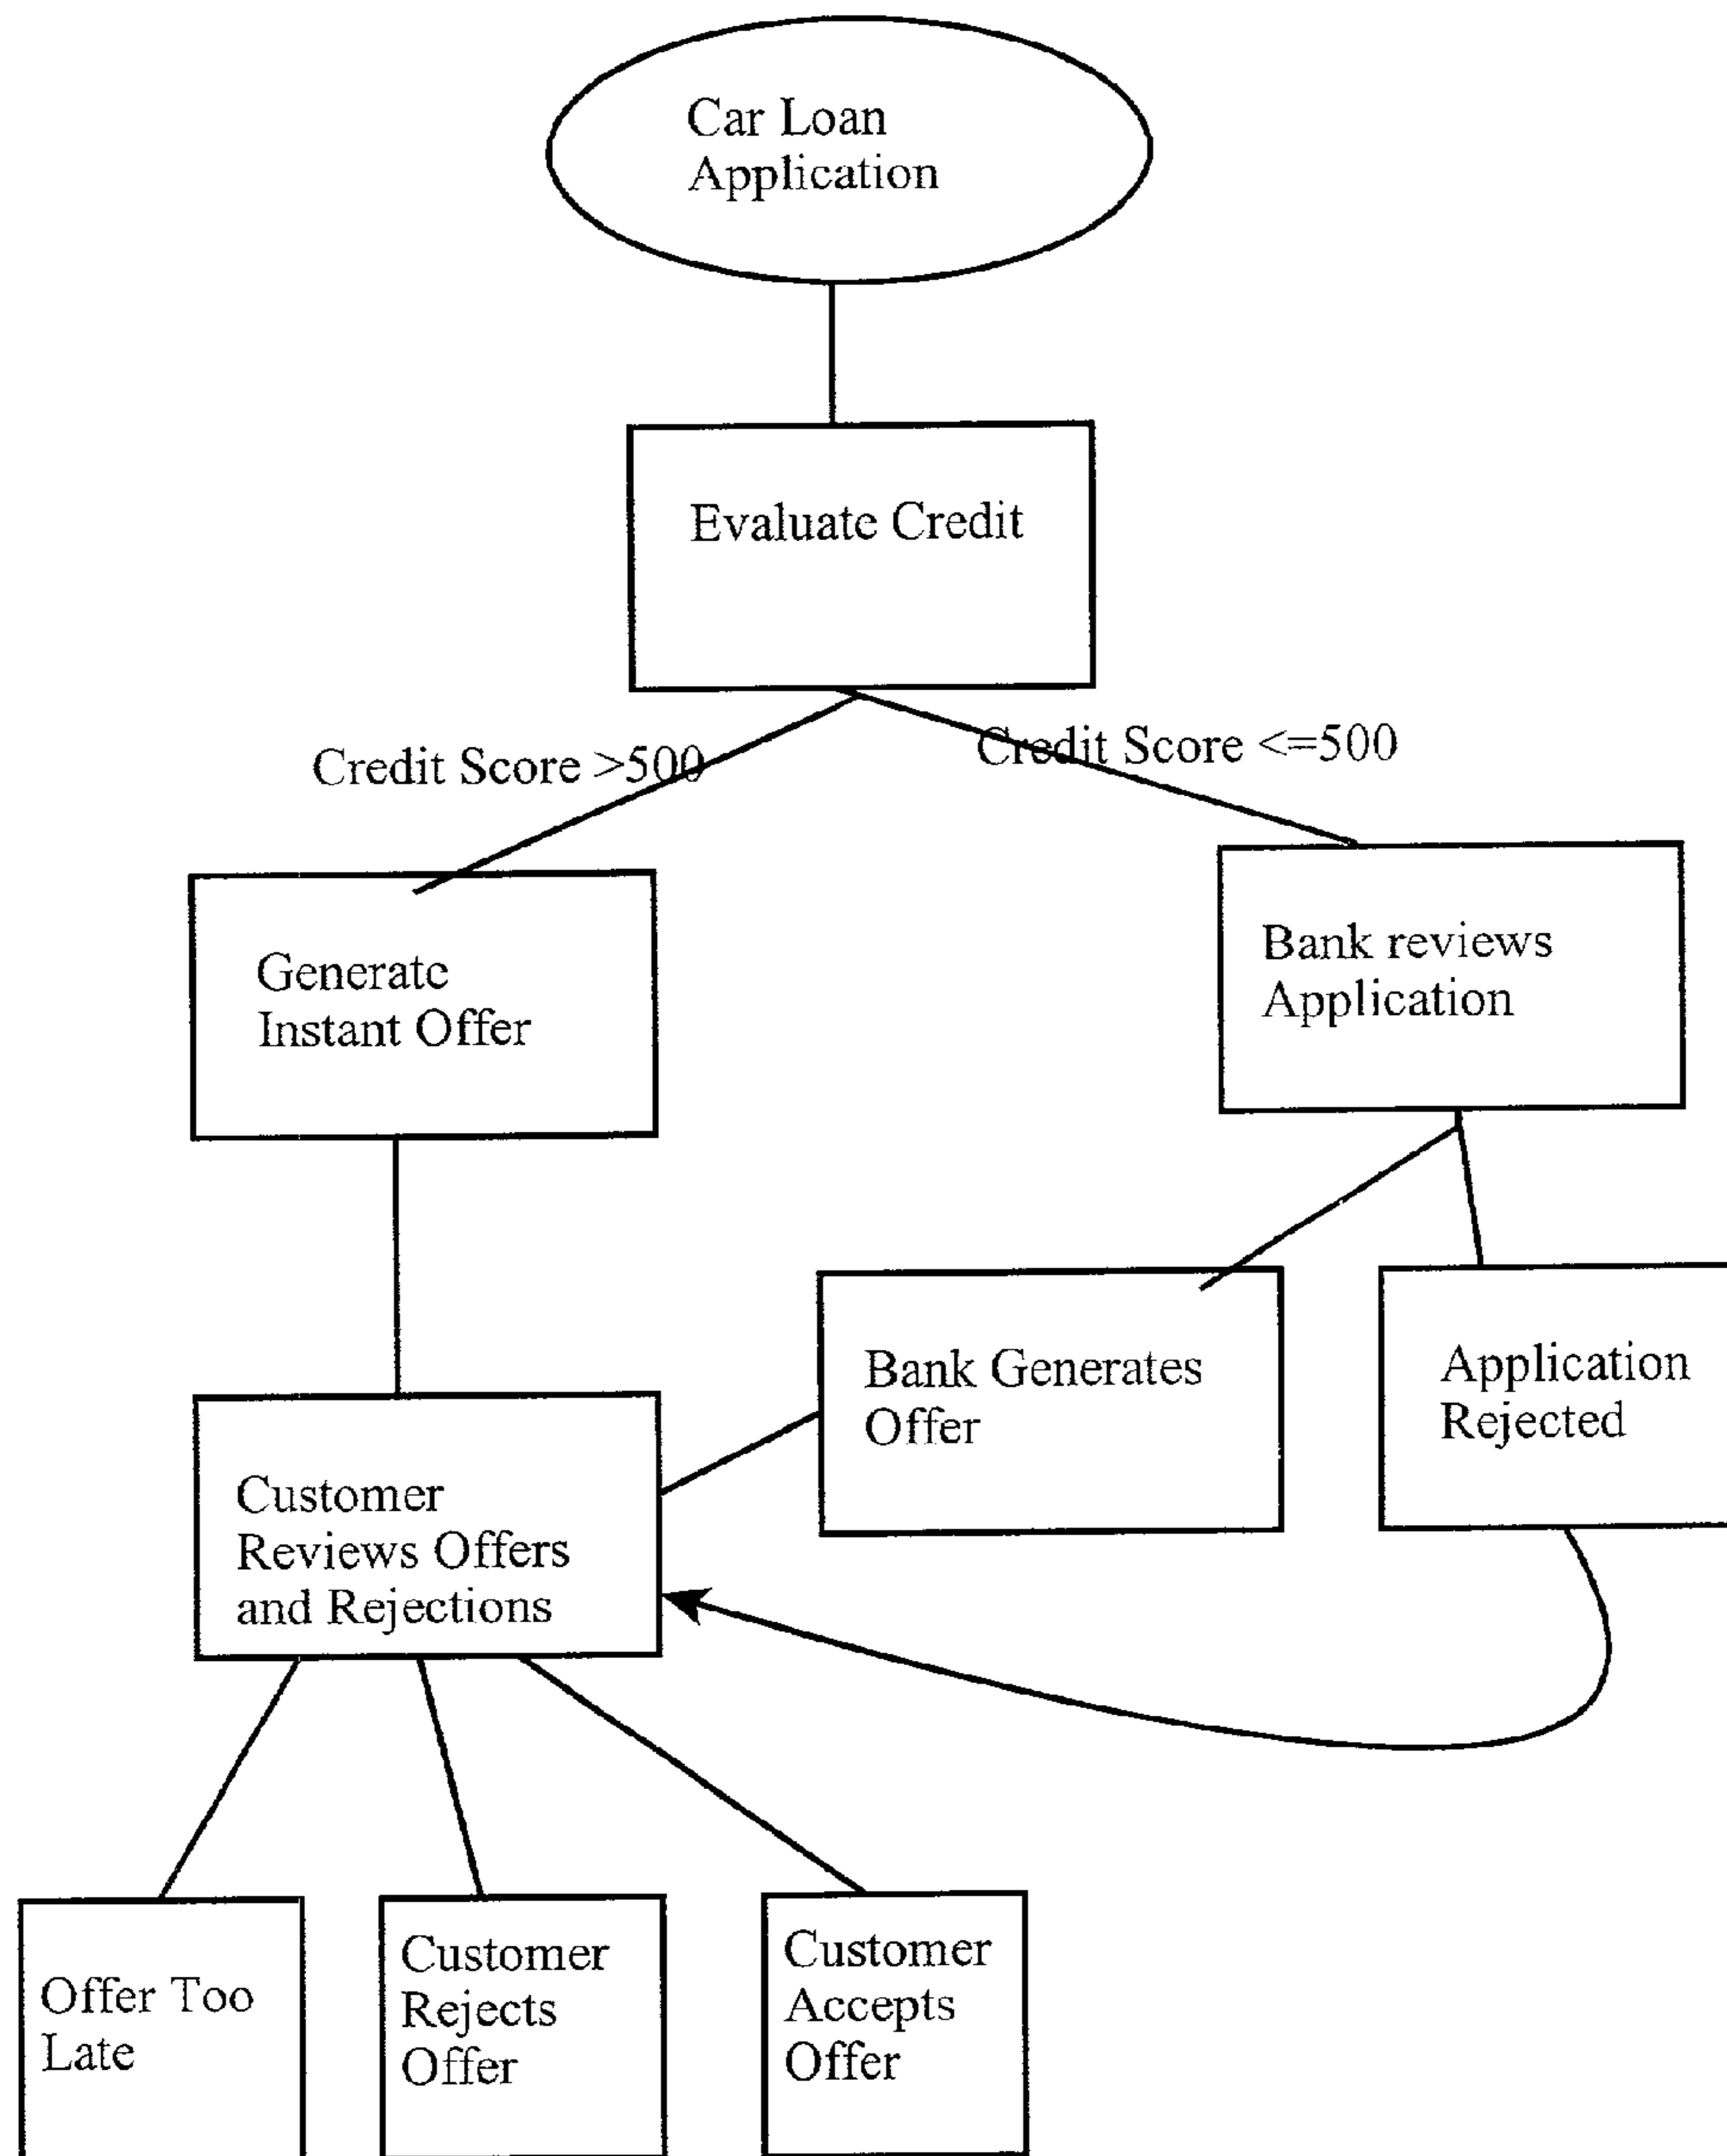 Car Loan
Application
Evaluate Credit
Credit Score >500
Credit Score <=500
Generate
Instant Offer
Bank reviews
Application
Bank Generates
Offer
Application
Rejected
Customer
Reviews Offers
and Rejections
Offer Too
Late
Customer
Rejects
Offer
Customer
Accepts
Offer